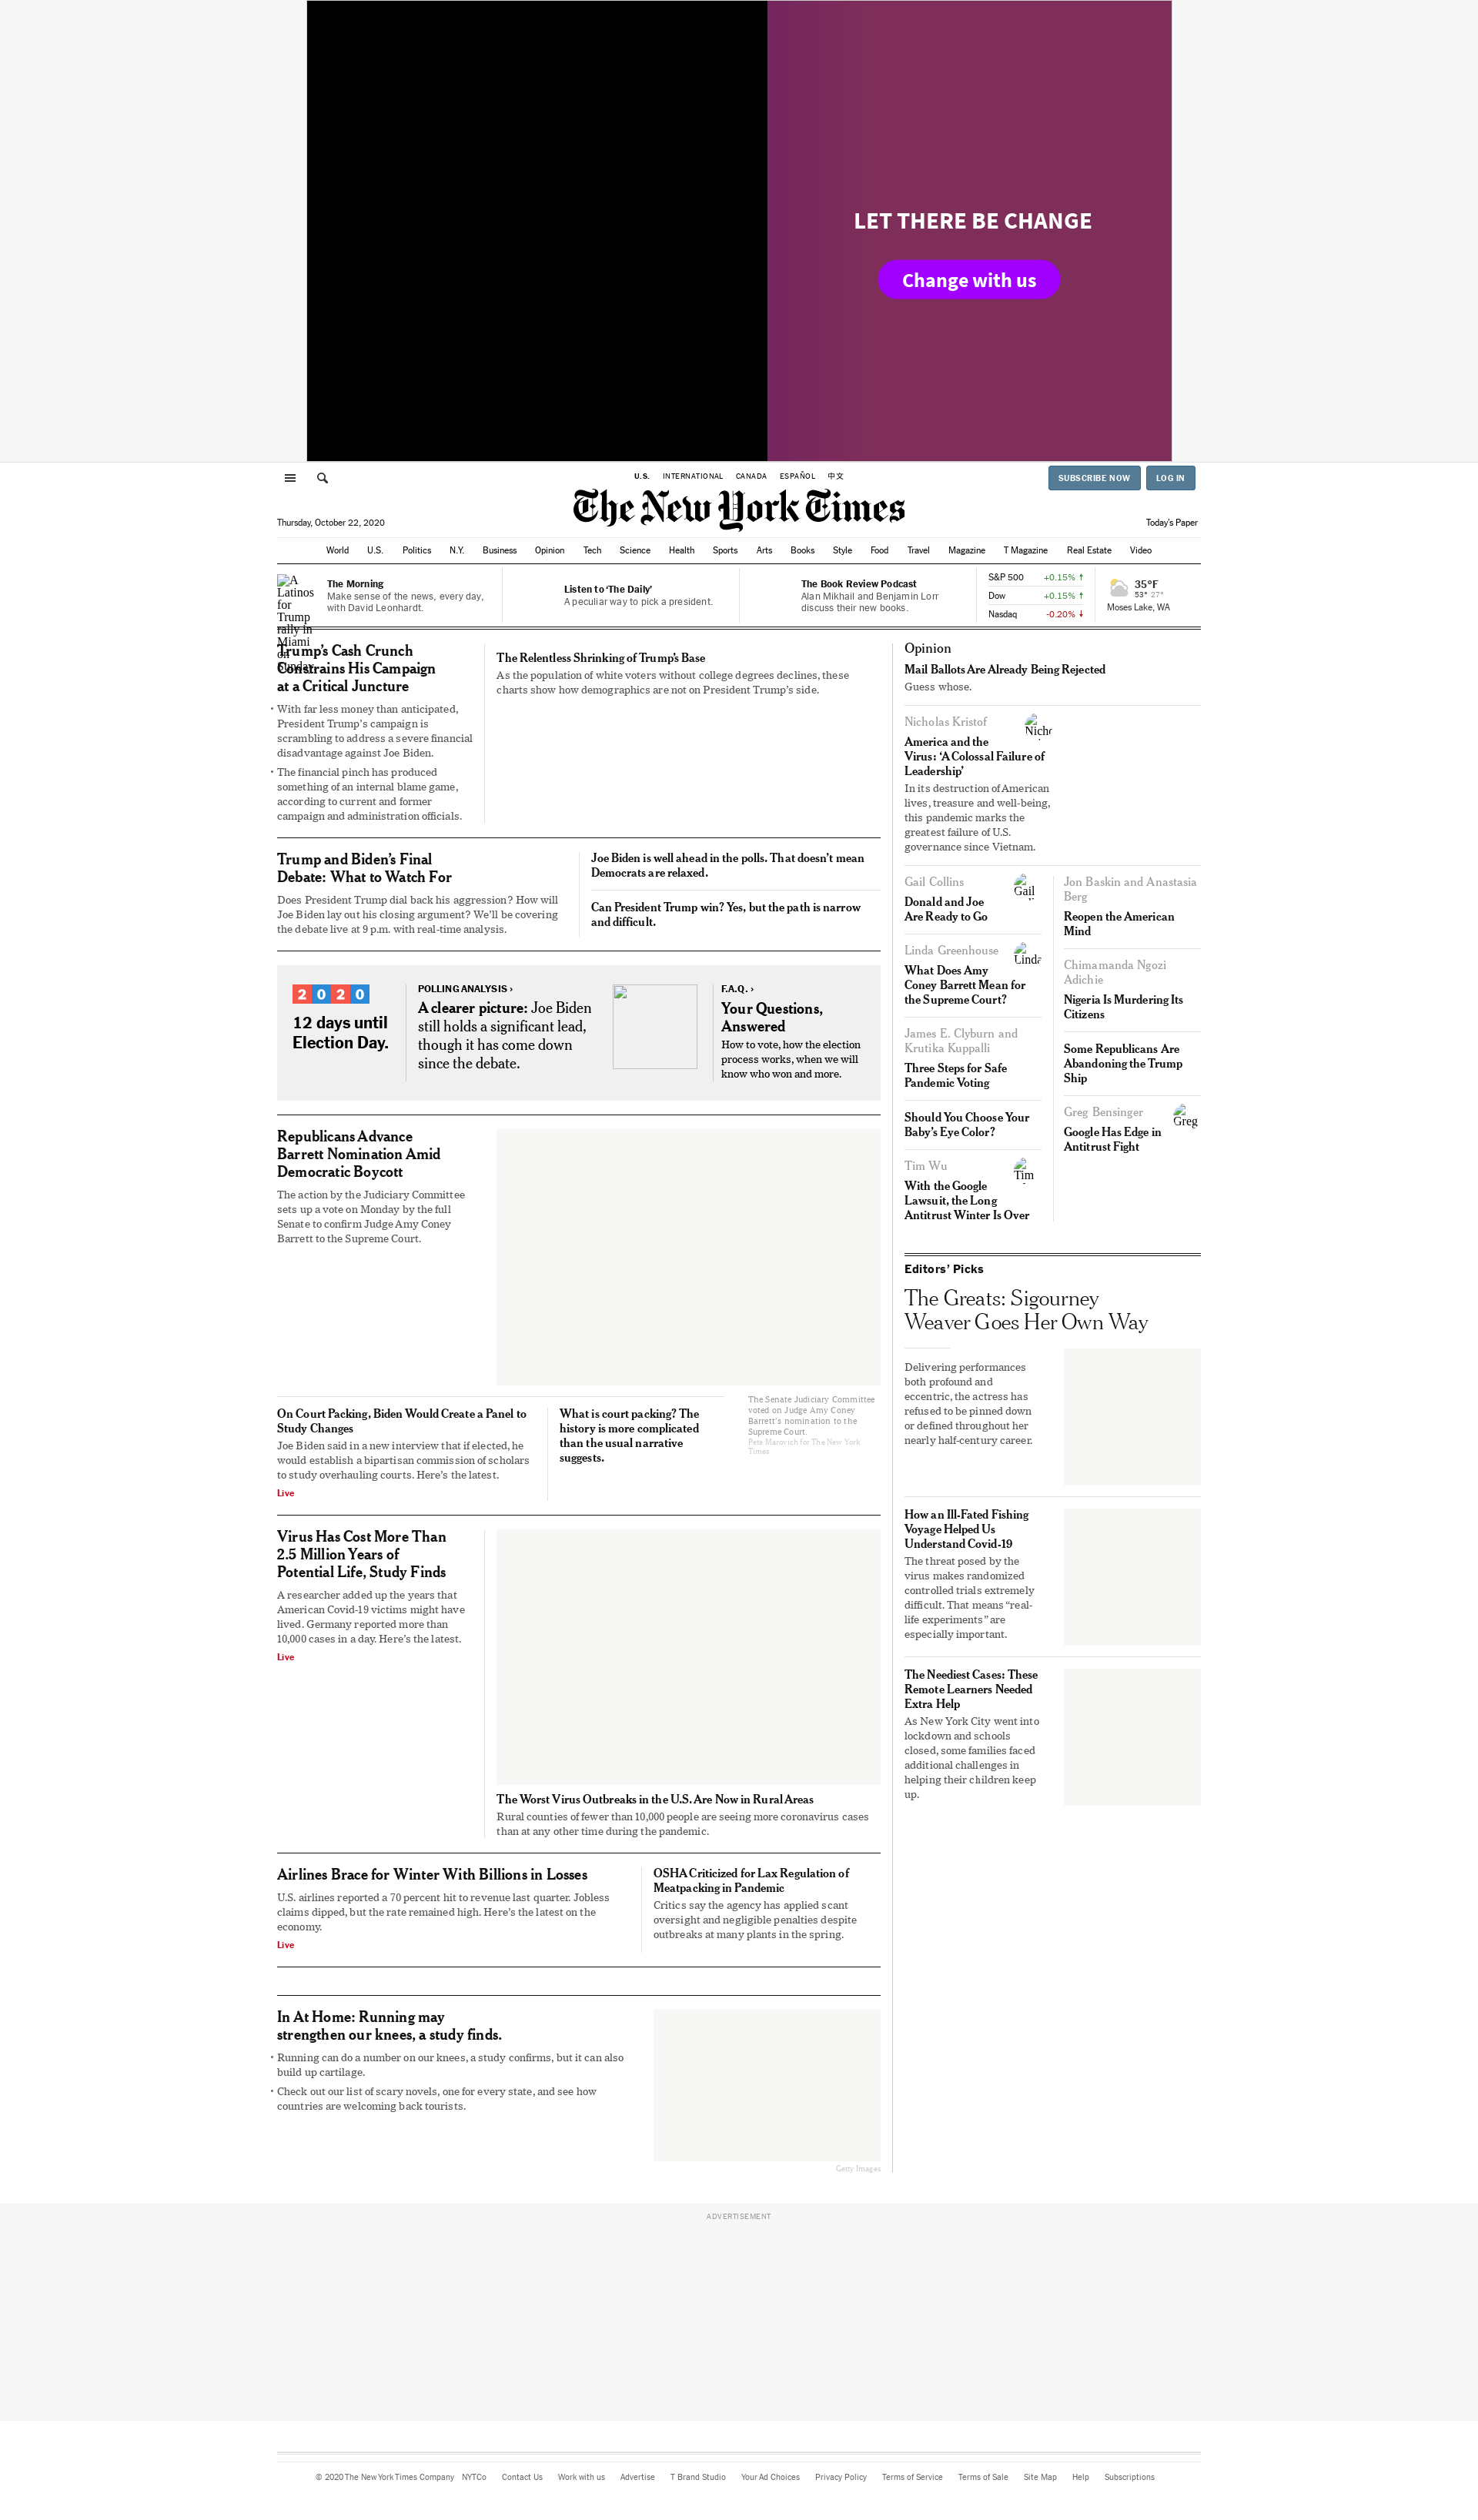 LET THERE BE CHANGE
Change with us
U.S. INTERNATIONAL CANADA ESPAÑOL 中文
SUBSCRIBE NOW LOG IN
The New York Times
Thursday, October 22, 2020
Today's Paper
World U.S. Politics N.Y. Business Opinion Tech Science Health Sports Arts Books Style Food Travel Magazine T Magazine Real Estate Video
A
Latinos
for
Trump
rally in
Miami
on
Sunday.
The Morning
Make sense of the news, every day,
with David Leonhardt.
Listen to ‘The Daily’
A peculiar way to pick a president.
The Book Review Podcast
Alan Mikhail and Benjamin Lorr
discuss their new books.
S&P 500 +0.15% ↑
Dow +0.15% ↑
Nasdaq -0.20% ↓
35°F
53° 27°
Moses Lake, WA
Trump’s Cash Crunch
Constrains His Campaign
at a Critical Juncture
• With far less money than anticipated,
President Trump’s campaign is
scrambling to address a severe financial
disadvantage against Joe Biden.
• The financial pinch has produced
something of an internal blame game,
according to current and former
campaign and administration officials.
The Relentless Shrinking of Trump’s Base
As the population of white voters without college degrees declines, these
charts show how demographics are not on President Trump’s side.
Trump and Biden’s Final
Debate: What to Watch For
Does President Trump dial back his aggression? How will
Joe Biden lay out his closing argument? We’ll be covering
the debate live at 9 p.m. with real-time analysis.
Joe Biden is well ahead in the polls. That doesn’t mean
Democrats are relaxed.
Can President Trump win? Yes, but the path is narrow
and difficult.
2020
12 days until
Election Day.
POLLING ANALYSIS ›
A clearer picture: Joe Biden
still holds a significant lead,
though it has come down
since the debate.
F.A.Q. ›
Your Questions,
Answered
How to vote, how the election
process works, when we will
know who won and more.
Republicans Advance
Barrett Nomination Amid
Democratic Boycott
The action by the Judiciary Committee
sets up a vote on Monday by the full
Senate to confirm Judge Amy Coney
Barrett to the Supreme Court.
The Senate Judiciary Committee
voted on Judge Amy Coney
Barrett’s nomination to the
Supreme Court.
Pete Marovich for The New York
Times
On Court Packing, Biden Would Create a Panel to
Study Changes
Joe Biden said in a new interview that if elected, he
would establish a bipartisan commission of scholars
to study overhauling courts. Here’s the latest.
Live
What is court packing? The
history is more complicated
than the usual narrative
suggests.
Virus Has Cost More Than
2.5 Million Years of
Potential Life, Study Finds
A researcher added up the years that
American Covid-19 victims might have
lived. Germany reported more than
10,000 cases in a day. Here’s the latest.
Live
The Worst Virus Outbreaks in the U.S. Are Now in Rural Areas
Rural counties of fewer than 10,000 people are seeing more coronavirus cases
than at any other time during the pandemic.
Airlines Brace for Winter With Billions in Losses
U.S. airlines reported a 70 percent hit to revenue last quarter. Jobless
claims dipped, but the rate remained high. Here’s the latest on the
economy.
Live
OSHA Criticized for Lax Regulation of
Meatpacking in Pandemic
Critics say the agency has applied scant
oversight and negligible penalties despite
outbreaks at many plants in the spring.
In At Home: Running may
strengthen our knees, a study finds.
• Running can do a number on our knees, a study confirms, but it can also
build up cartilage.
• Check out our list of scary novels, one for every state, and see how
countries are welcoming back tourists.
Getty Images
Opinion
Mail Ballots Are Already Being Rejected
Guess whose.
Nicholas Kristof
America and the
Virus: ‘A Colossal Failure of
Leadership’
In its destruction of American
lives, treasure and well-being,
this pandemic marks the
greatest failure of U.S.
governance since Vietnam.
Gail Collins
Gail
Donald and Joe
Are Ready to Go
Linda Greenhouse
Linda
What Does Amy
Coney Barrett Mean for
the Supreme Court?
James E. Clyburn and
Krutika Kuppalli
Three Steps for Safe
Pandemic Voting
Should You Choose Your
Baby’s Eye Color?
Tim Wu
Tim
With the Google
Lawsuit, the Long
Antitrust Winter Is Over
Jon Baskin and Anastasia
Berg
Reopen the American
Mind
Chimamanda Ngozi
Adichie
Nigeria Is Murdering Its
Citizens
Some Republicans Are
Abandoning the Trump
Ship
Greg Bensinger
Greg
Google Has Edge in
Antitrust Fight
Editors’ Picks
The Greats: Sigourney
Weaver Goes Her Own Way
Delivering performances
both profound and
eccentric, the actress has
refused to be pinned down
or defined throughout her
nearly half-century career.
How an Ill-Fated Fishing
Voyage Helped Us
Understand Covid-19
The threat posed by the
virus makes randomized
controlled trials extremely
difficult. That means “real-
life experiments” are
especially important.
The Neediest Cases: These
Remote Learners Needed
Extra Help
As New York City went into
lockdown and schools
closed, some families faced
additional challenges in
helping their children keep
up.
ADVERTISEMENT
© 2020 The New York Times Company NYTCo Contact Us Work with us Advertise T Brand Studio Your Ad Choices Privacy Policy Terms of Service Terms of Sale Site Map Help Subscriptions